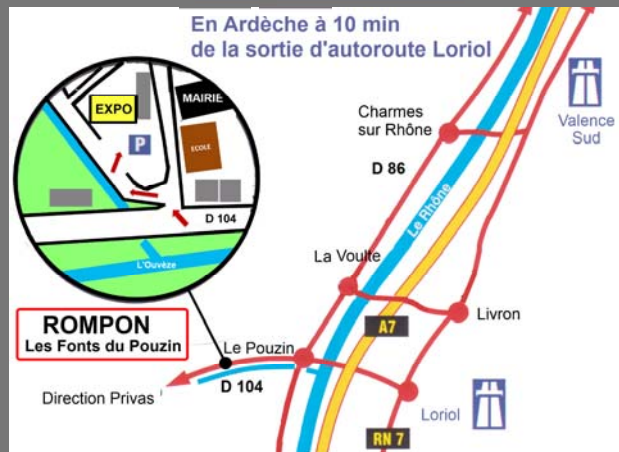 En Ardèche à 10 min
de la sortie d'autoroute Loriol
EXPO
MAIRIE
P
ECOLE
D 104
L'Ouvèze
Charmes
sur Rhône
Valence
Sud
D 86
Le Rhône
La Voulte
A7
Livron
ROMPON
Les Fonts du Pouzin
Le Pouzin
D 104
Direction Privas
Loriol
RN 7